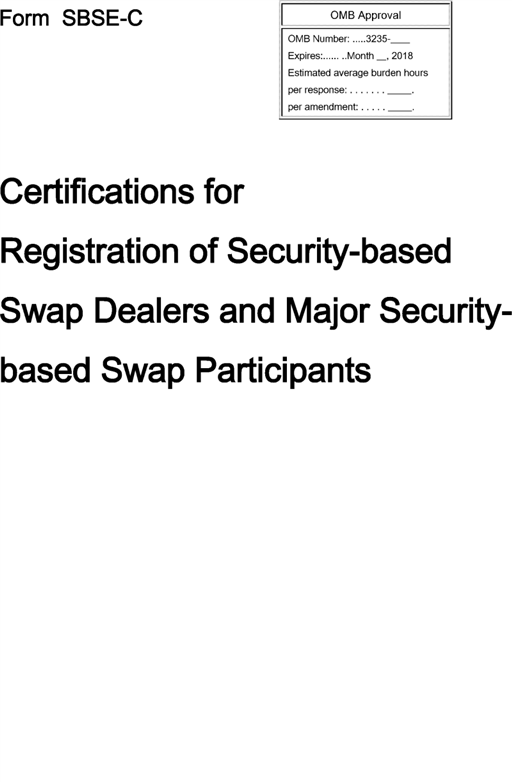 Form SBSE-C
OMB Approval
OMB Number: .....3235-____
Expires:...... ..Month __, 2018
Estimated average burden hours
per response: . . . . . . . _____.
per amendment: . . . . . _____.
Certifications for
Registration of Security-based
Swap Dealers and Major Security-
based Swap Participants